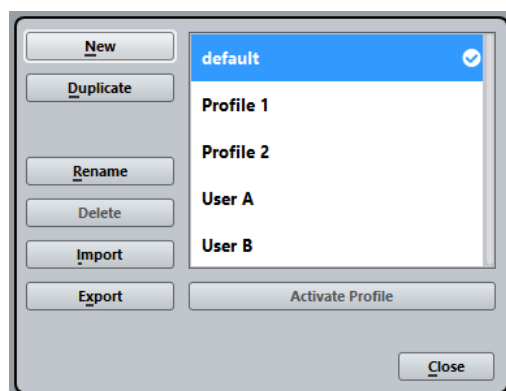 New
Duplicate
Rename
Delete
Import
Export
default
Profile 1
Profile 2
User A
User B
Activate Profile
Close